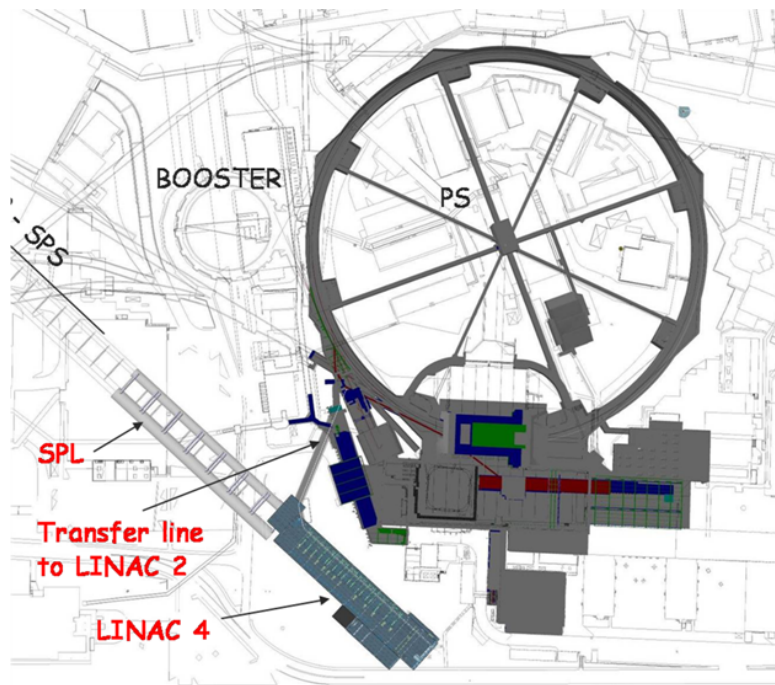 BOOSTER
PS
- SPS
SPL
Transfer line
to LINAC 2
LINAC 4